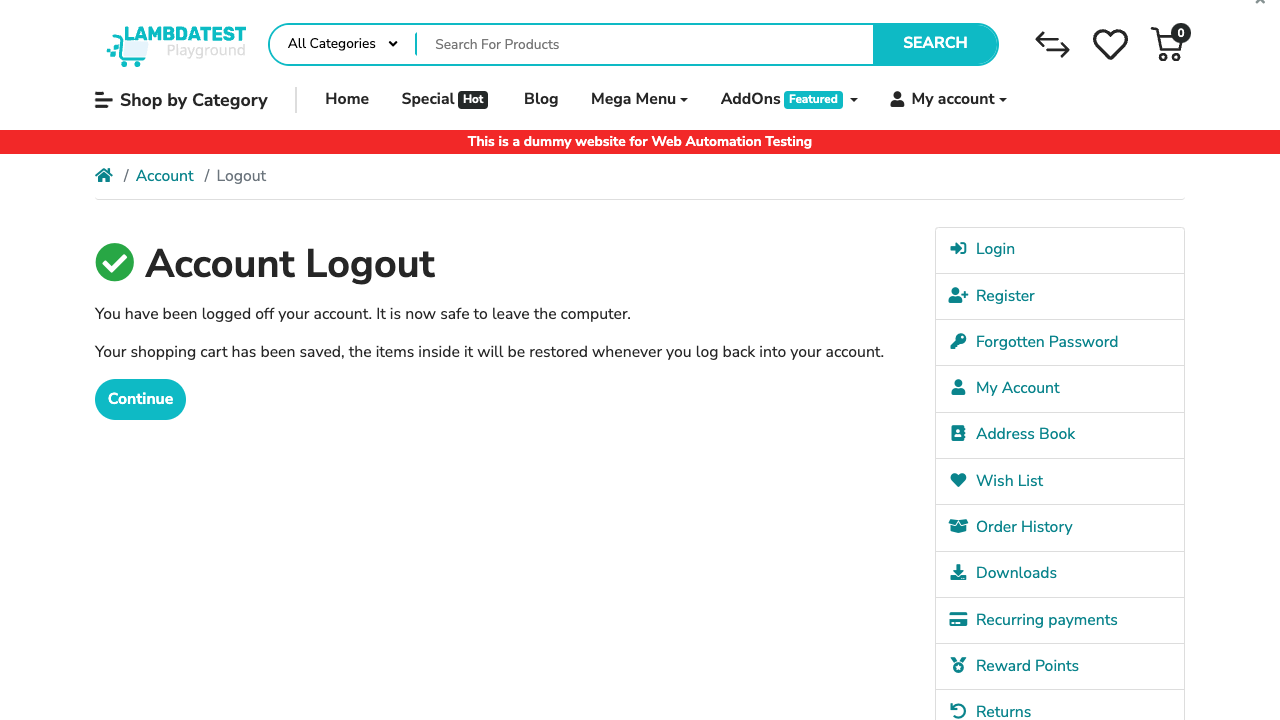 LAMBDATEST
Playground
All Categories
Search For Products
SEARCH
0
Shop by Category
Home
Special Hot
Blog
Mega Menu
AddOns Featured
My account
This is a dummy website for Web Automation Testing
/ Account / Logout
Account Logout
You have been logged off your account. It is now safe to leave the computer.
Your shopping cart has been saved, the items inside it will be restored whenever you log back into your account.
Continue
Login
Register
Forgotten Password
My Account
Address Book
Wish List
Order History
Downloads
Recurring payments
Reward Points
Returns